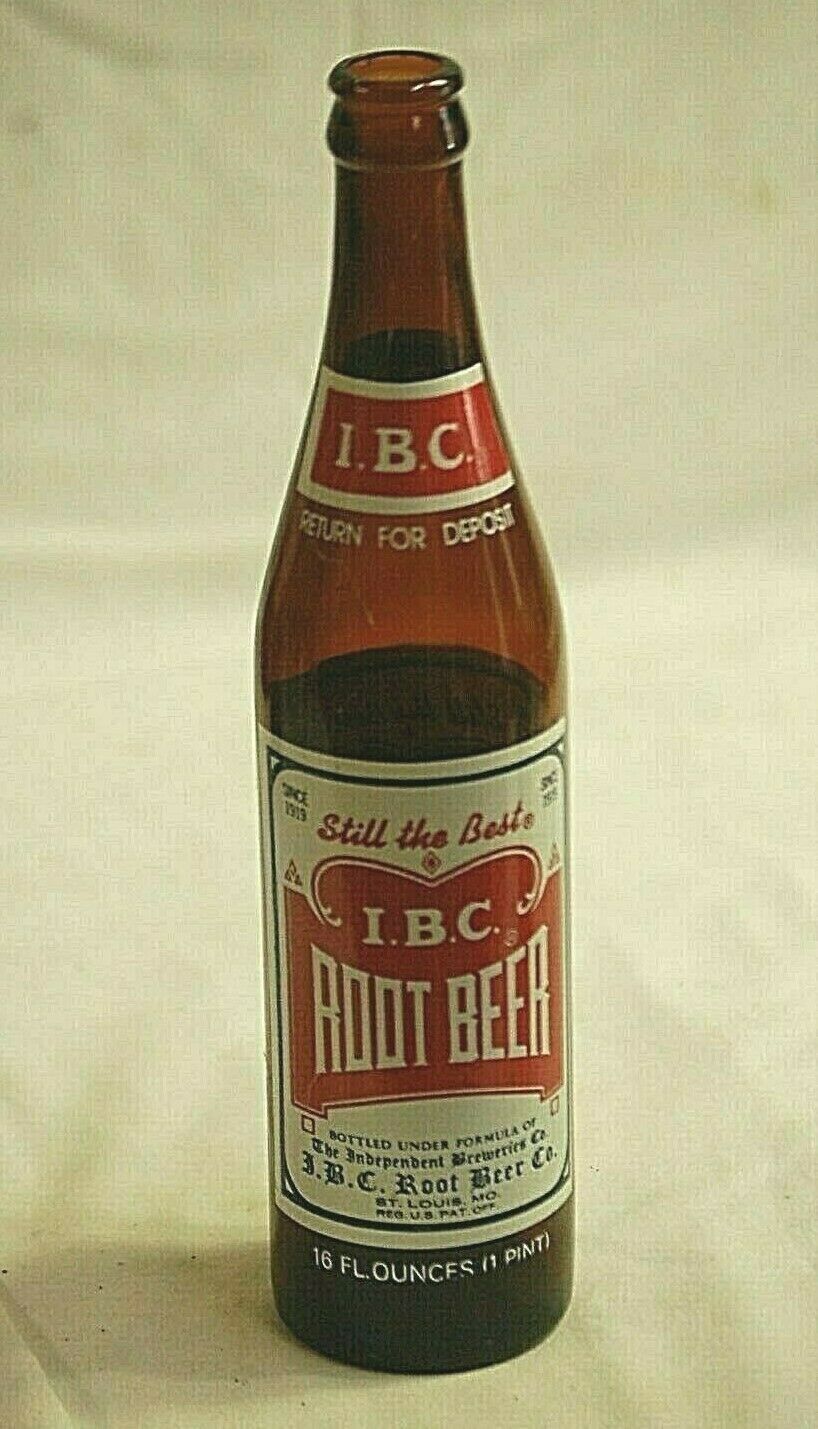 I.B.C.
RETURN FOR DEPOSIT
SINCE
1919
SINCE
1919
Still the Best®
I.B.C.®
ROOT BEER
BOTTLED UNDER FORMULA OF
The Independent Breweries Co.
I.B.C. Root Beer Co.
ST. LOUIS, MO.
REG. U.S. PAT. OFF.
16 FL.OUNCES (1 PINT)